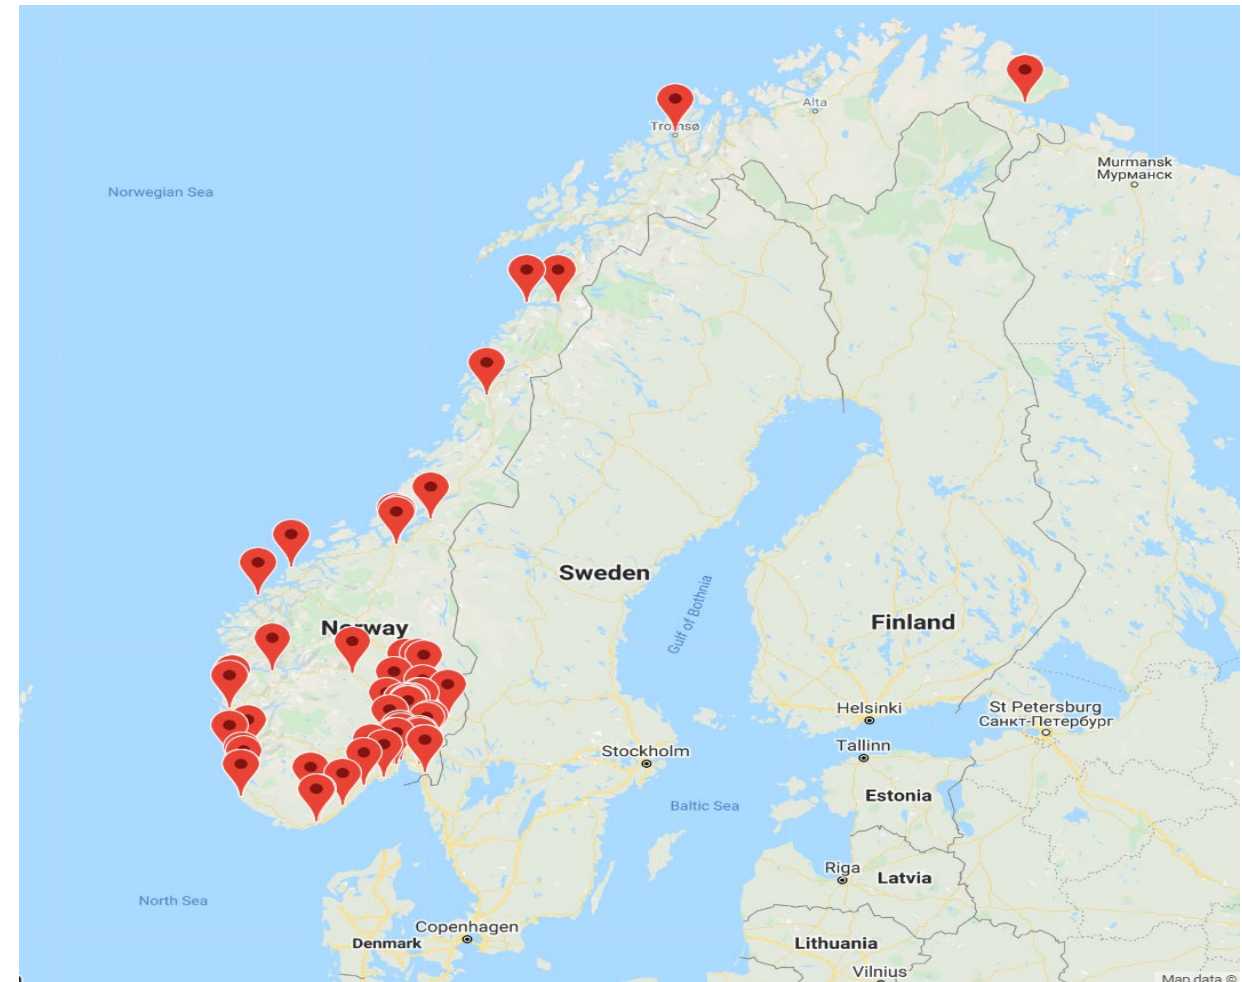 Alta
Tromsø
Murmansk
Мурманск
Norwegian Sea
Sweden
Gulf of Bothnia
Norway
Finland
Helsinki
St Petersburg
Санкт-Петербург
Tallinn
Stockholm
Estonia
Baltic Sea
Riga
Latvia
North Sea
Copenhagen
Denmark
Lithuania
Vilnius
Map data ©